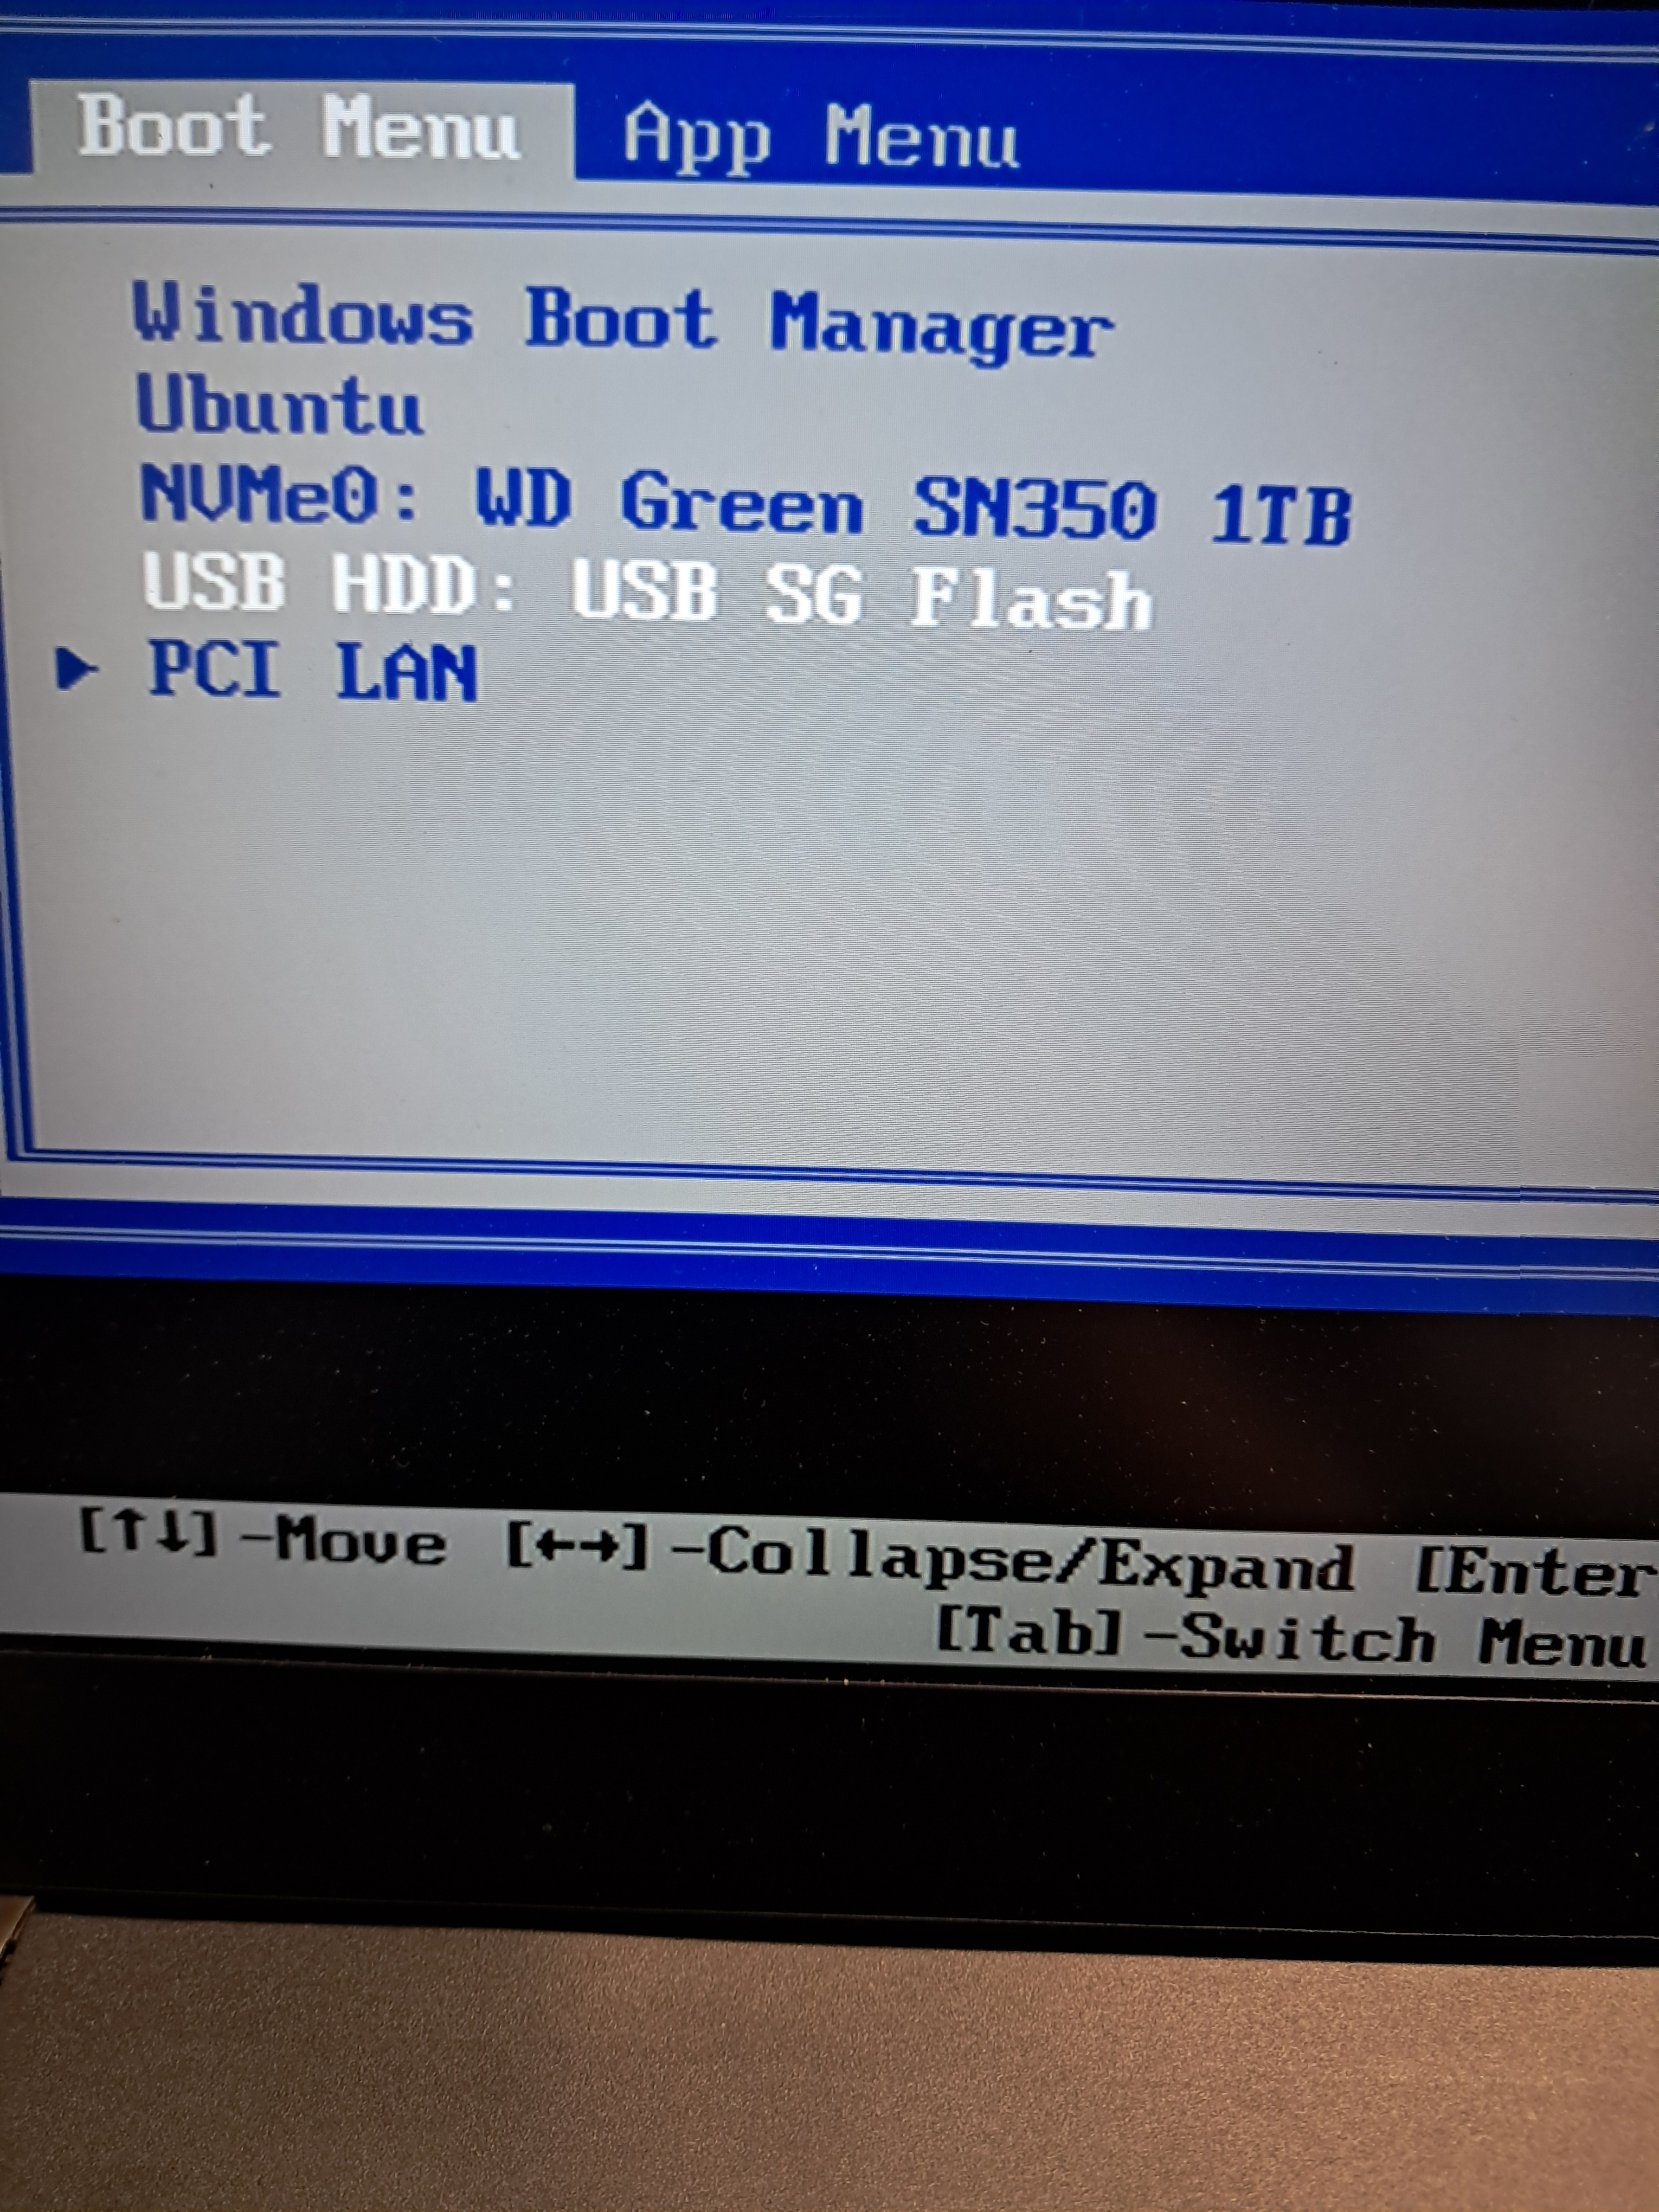 Boot Menu App Menu
Windows Boot Manager
Ubuntu
NVMe0: WD Green SN350 1TB
USB HDD: USB SG Flash
PCI LAN
[↑↓]-Move [←→]-Collapse/Expand [Enter
[Tab]-Switch Menu